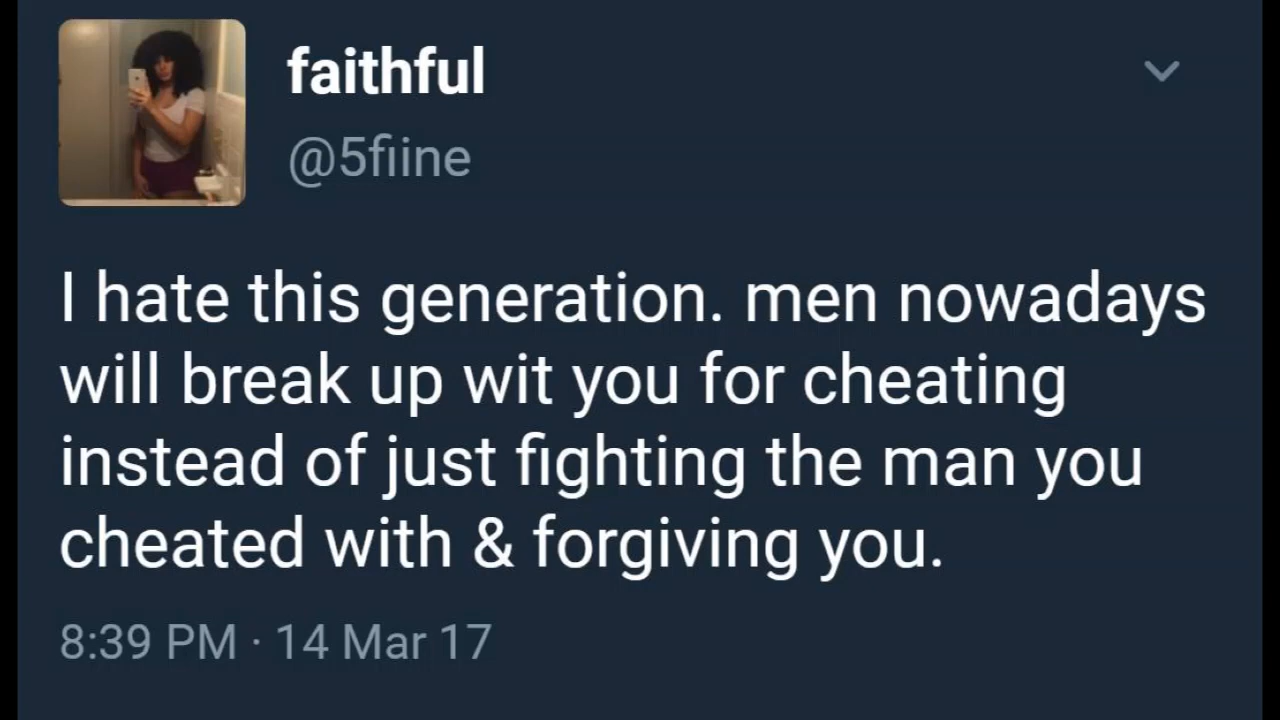 faithful
@5fiine
I hate this generation. men nowadays
will break up wit you for cheating
instead of just fighting the man you
cheated with & forgiving you.
8:39 PM · 14 Mar 17